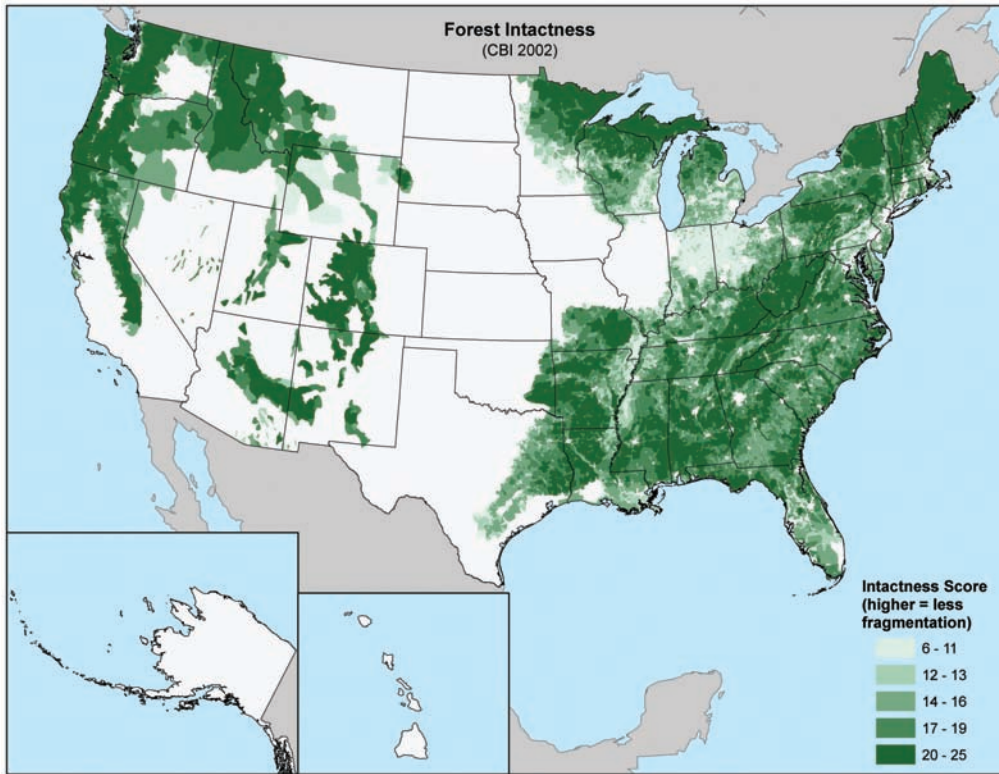 Forest Intactness
(CBI 2002)
Intactness Score
(higher = less
fragmentation)
6 - 11
12 - 13
14 - 16
17 - 19
20 - 25